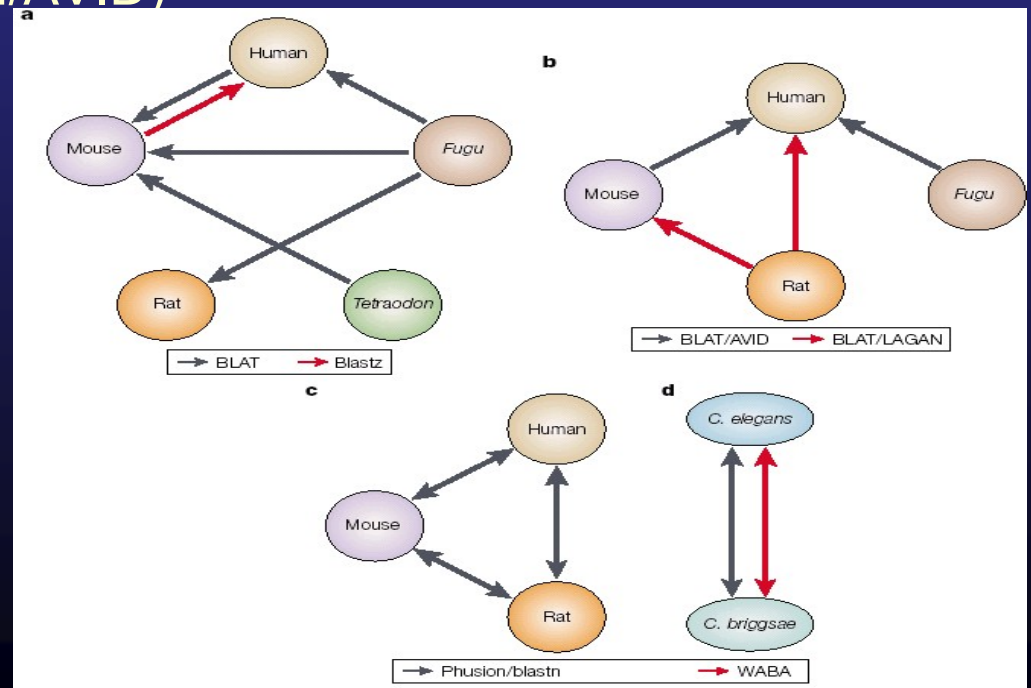 /AVID)
a
Human
Mouse
Fugu
Rat
Tetraodon
BLAT Blastz
b
Human
Mouse
Fugu
Rat
BLAT/AVID BLAT/LAGAN
c
Human
Mouse
Rat
d
C. elegans
C. briggsae
Phusion/blastn WABA